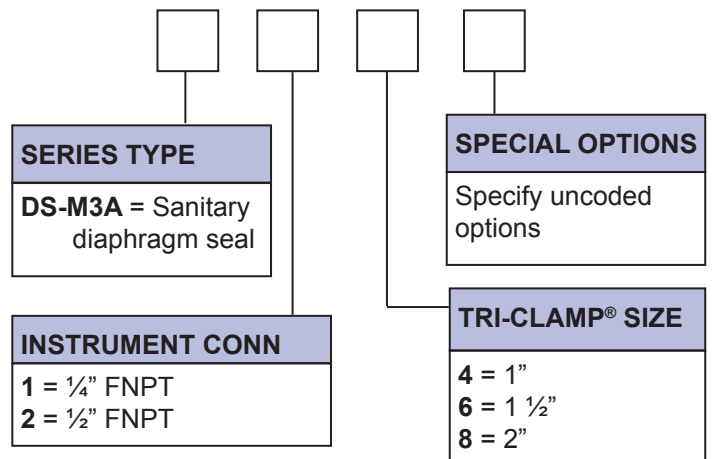 SERIES TYPE
DS-M3A = Sanitary
diaphragm seal
INSTRUMENT CONN
1 = ¼” FNPT
2 = ½” FNPT
SPECIAL OPTIONS
Specify uncoded
options
TRI-CLAMP® SIZE
4 = 1”
6 = 1 ½”
8 = 2”